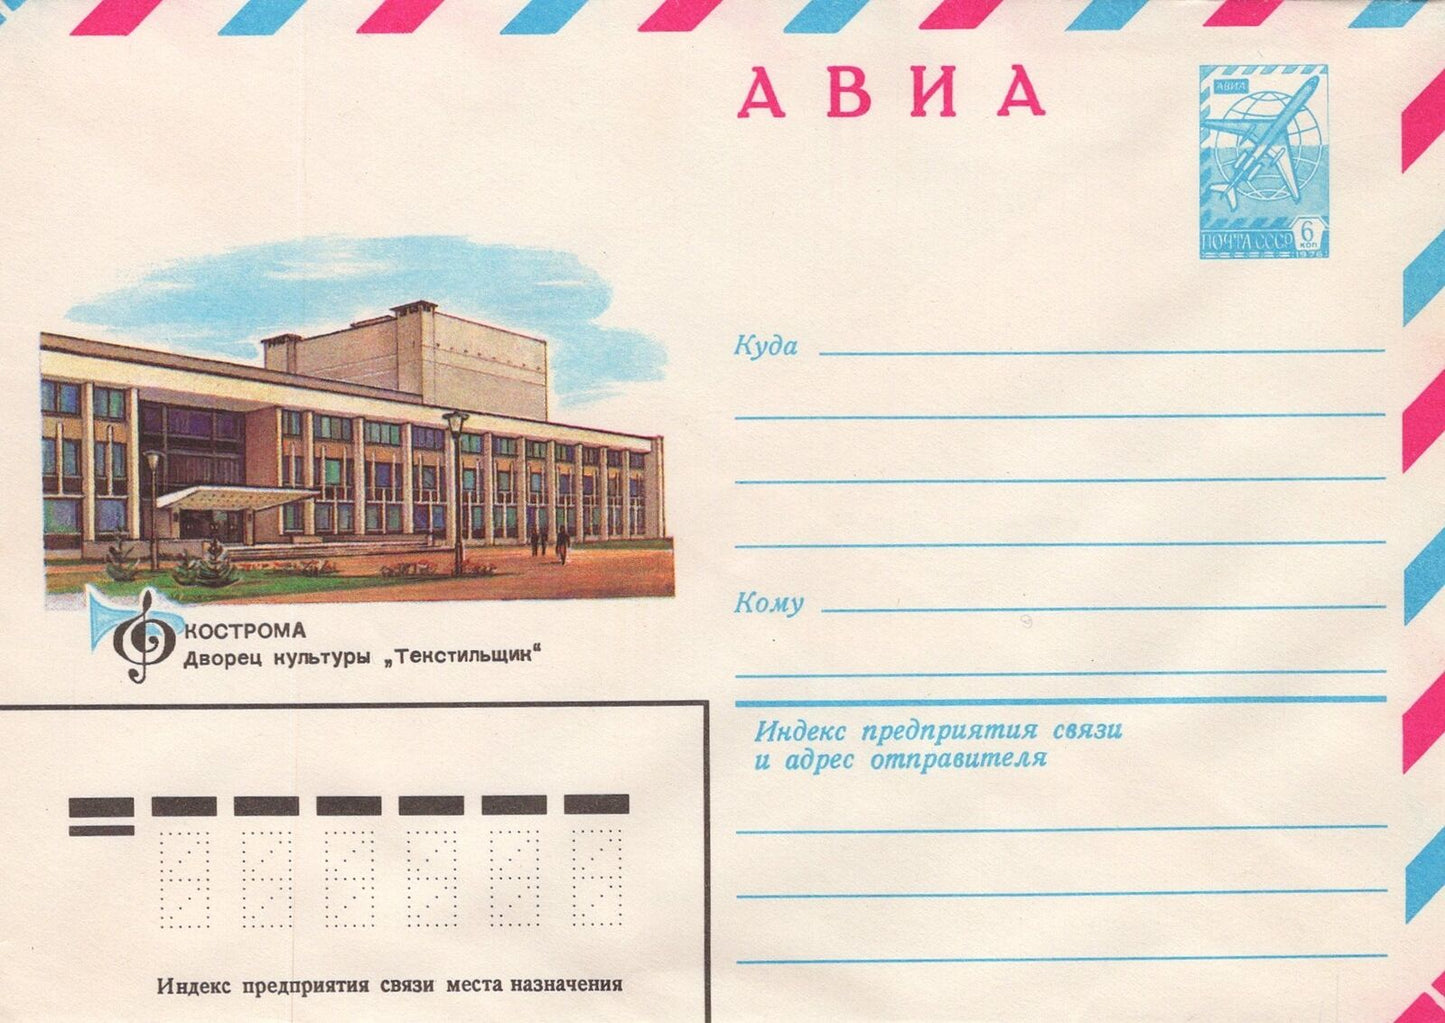 АВИА
АВИА
ПОЧТА СССР 6 коп
1976
Куда
Кому
КОСТРОМА
Дворец культуры „Текстильщик“
Индекс предприятия связи
и адрес отправителя
Индекс предприятия связи места назначения